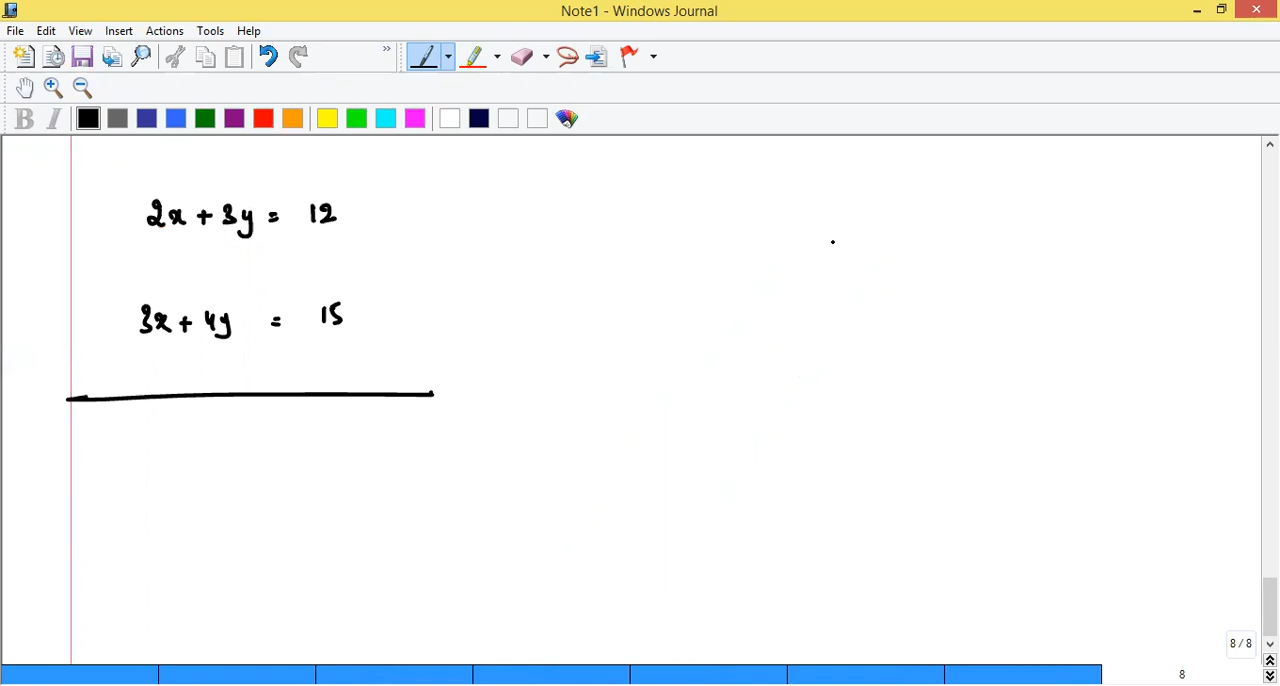 Note1 - Windows Journal
File Edit View Insert Actions Tools Help
B I
2x + 3y = 12
3x + 4y = 15
8 / 8
8